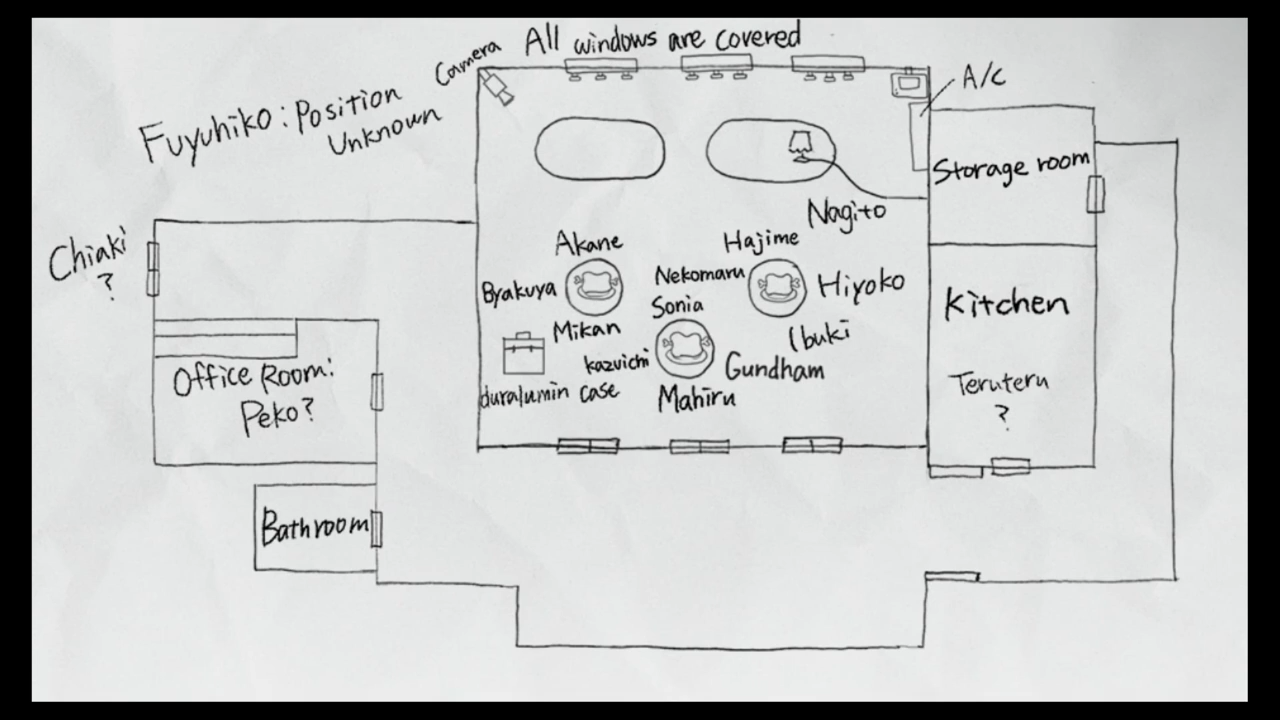 All windows are covered
Camera
A/C
Fuyuhiko: Position
Unknown
Storage room
Nagito
Chiaki
?
Akane
Hajime
Byakuya
Nekomaru
Hiyoko
Sonia
Kitchen
Mikan
Ibuki
kazuichi
Gundham
Office Room:
Peko?
Teruteru
?
duralumin case
Mahiru
Bathroom